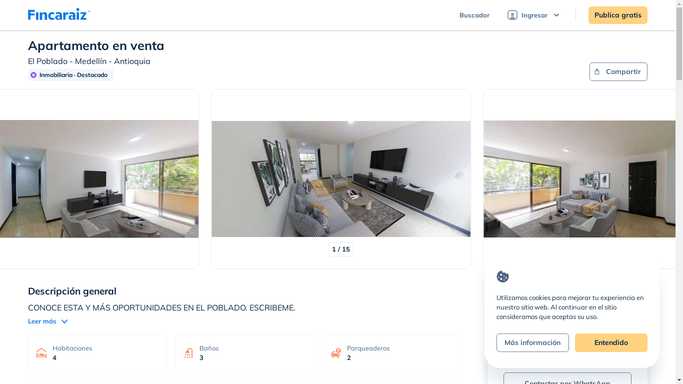 Fincaraiz
Buscador
Ingresar
Publica gratis
Apartamento en venta
El Poblado - Medellín - Antioquia
Inmobiliaria - Destacado
Compartir
1 / 15
Descripción general
CONOCE ESTA Y MÁS OPORTUNIDADES EN EL POBLADO. ESCRIBEME.
Leer más
Habitaciones
4
Baños
3
Parqueaderos
2
Utilizamos cookies para mejorar tu experiencia en
nuestro sitio web. Al continuar en el sitio
consideramos que aceptas su uso.
Más información
Entendido
Contactar por WhatsApp